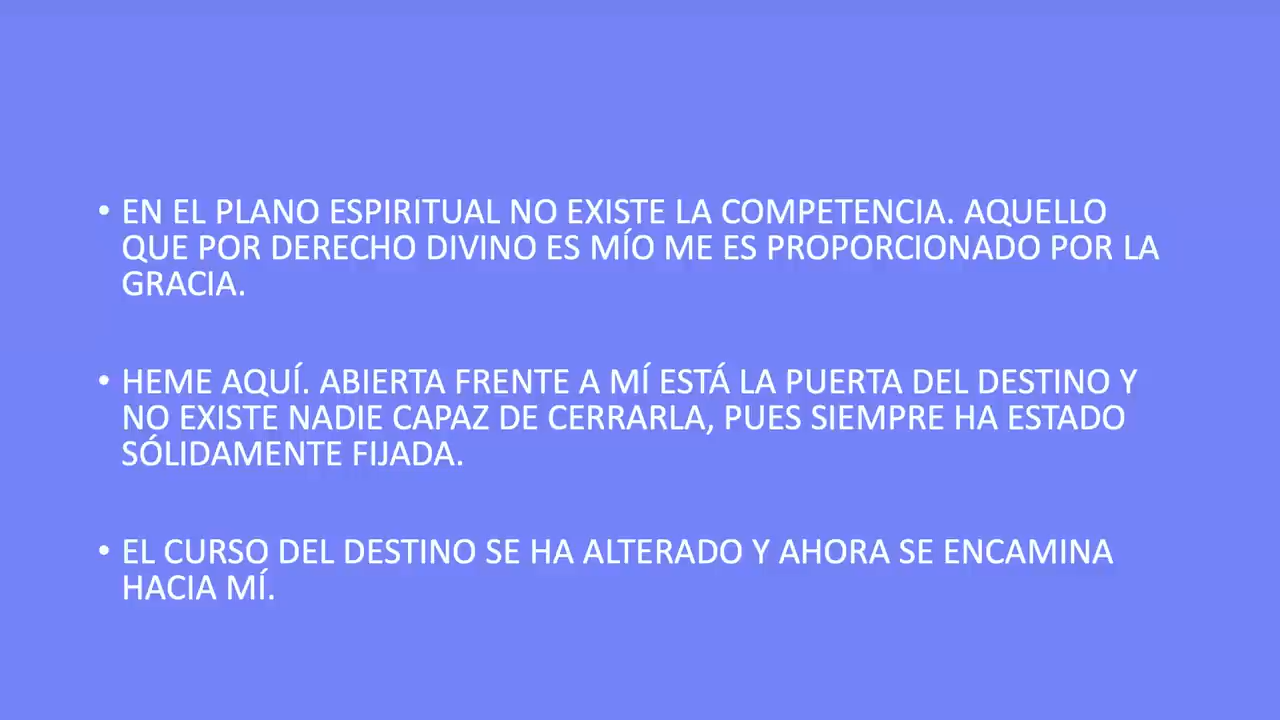 • EN EL PLANO ESPIRITUAL NO EXISTE LA COMPETENCIA. AQUELLO
QUE POR DERECHO DIVINO ES MÍO ME ES PROPORCIONADO POR LA
GRACIA.
• HEME AQUÍ. ABIERTA FRENTE A MÍ ESTÁ LA PUERTA DEL DESTINO Y
NO EXISTE NADIE CAPAZ DE CERRARLA, PUES SIEMPRE HA ESTADO
SÓLIDAMENTE FIJADA.
• EL CURSO DEL DESTINO SE HA ALTERADO Y AHORA SE ENCAMINA
HACIA MÍ.